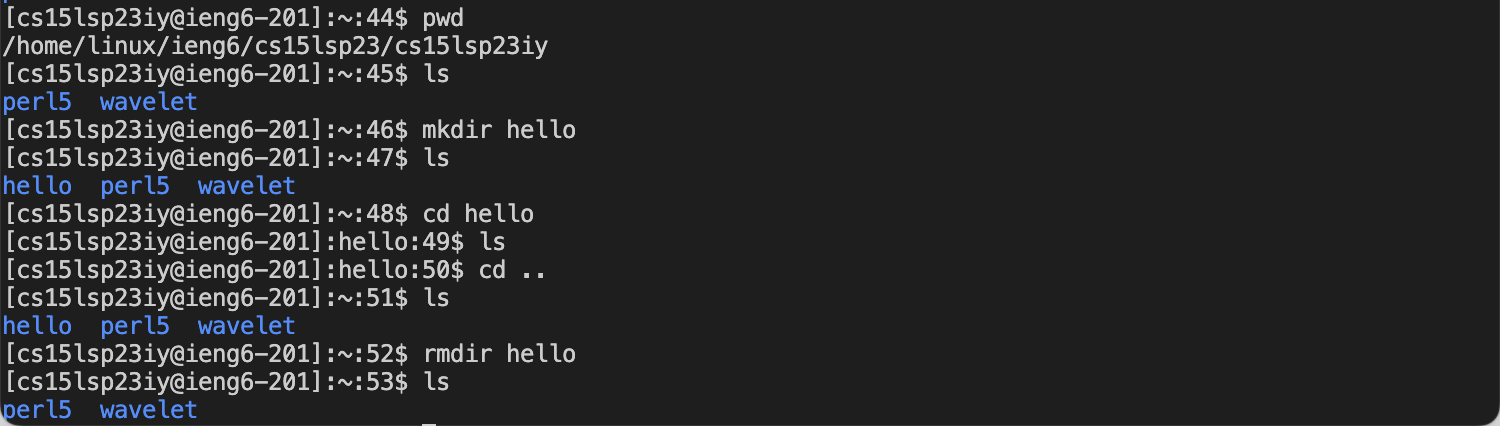 [cs15lsp23iy@ieng6-201]:~:44$ pwd
/home/linux/ieng6/cs15lsp23/cs15lsp23iy
[cs15lsp23iy@ieng6-201]:~:45$ ls
perl5  wavelet
[cs15lsp23iy@ieng6-201]:~:46$ mkdir hello
[cs15lsp23iy@ieng6-201]:~:47$ ls
hello  perl5  wavelet
[cs15lsp23iy@ieng6-201]:~:48$ cd hello
[cs15lsp23iy@ieng6-201]:hello:49$ ls
[cs15lsp23iy@ieng6-201]:hello:50$ cd ..
[cs15lsp23iy@ieng6-201]:~:51$ ls
hello  perl5  wavelet
[cs15lsp23iy@ieng6-201]:~:52$ rmdir hello
[cs15lsp23iy@ieng6-201]:~:53$ ls
perl5  wavelet